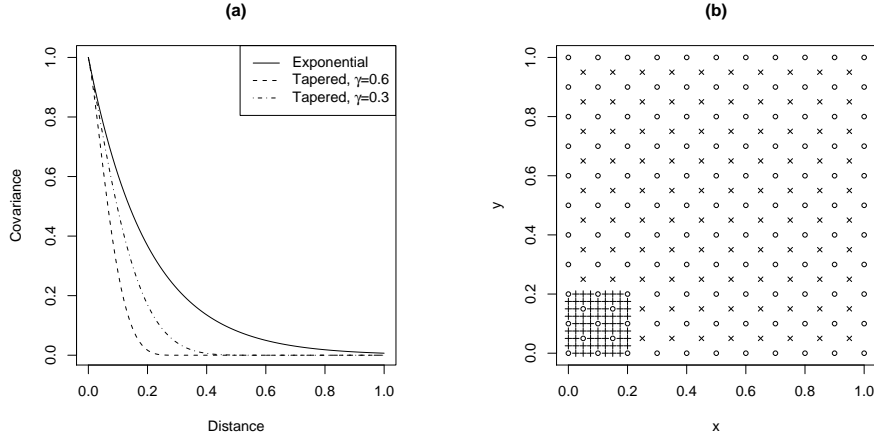 (a)
Exponential
Tapered, γ=0.6
Tapered, γ=0.3
1.0
0.8
0.6
0.4
0.2
0.0
Covariance
0.0 0.2 0.4 0.6 0.8 1.0
Distance
(b)
1.0
0.8
0.6
0.4
0.2
0.0
y
0.0 0.2 0.4 0.6 0.8 1.0
x